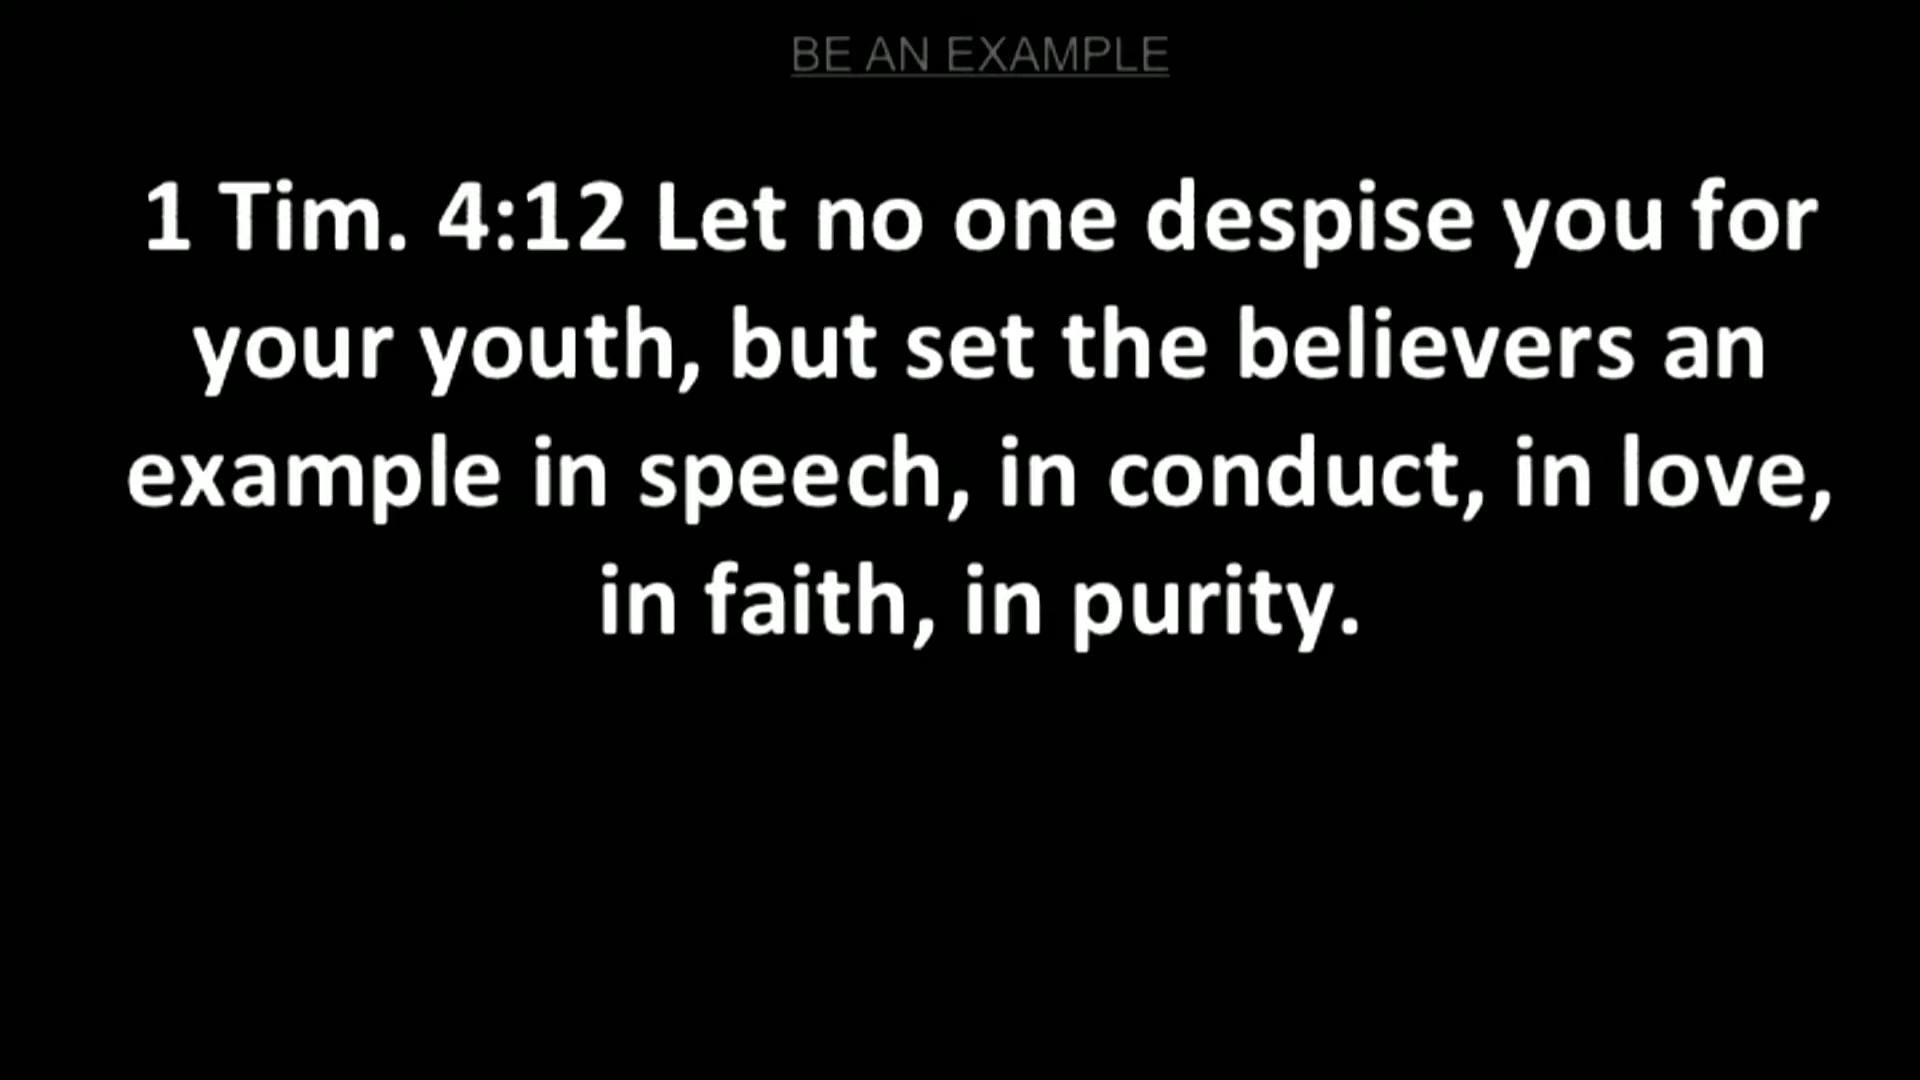 BE AN EXAMPLE
1 Tim. 4:12 Let no one despise you for
your youth, but set the believers an
example in speech, in conduct, in love,
in faith, in purity.